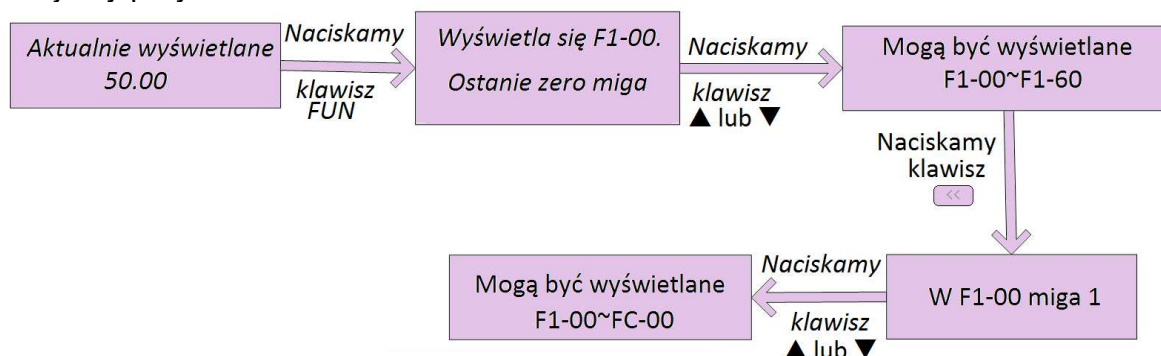 Aktualnie wyświetlane
50.00
Naciskamy
klawisz
FUN
Wyświetla się F1-00.
Ostanie zero miga
Naciskamy
klawisz
▲ lub ▼
Mogą być wyświetlane
F1-00~F1-60
Naciskamy
klawisz
<<
W F1-00 miga 1
Naciskamy
klawisz
▲ lub ▼
Mogą być wyświetlane
F1-00~FC-00